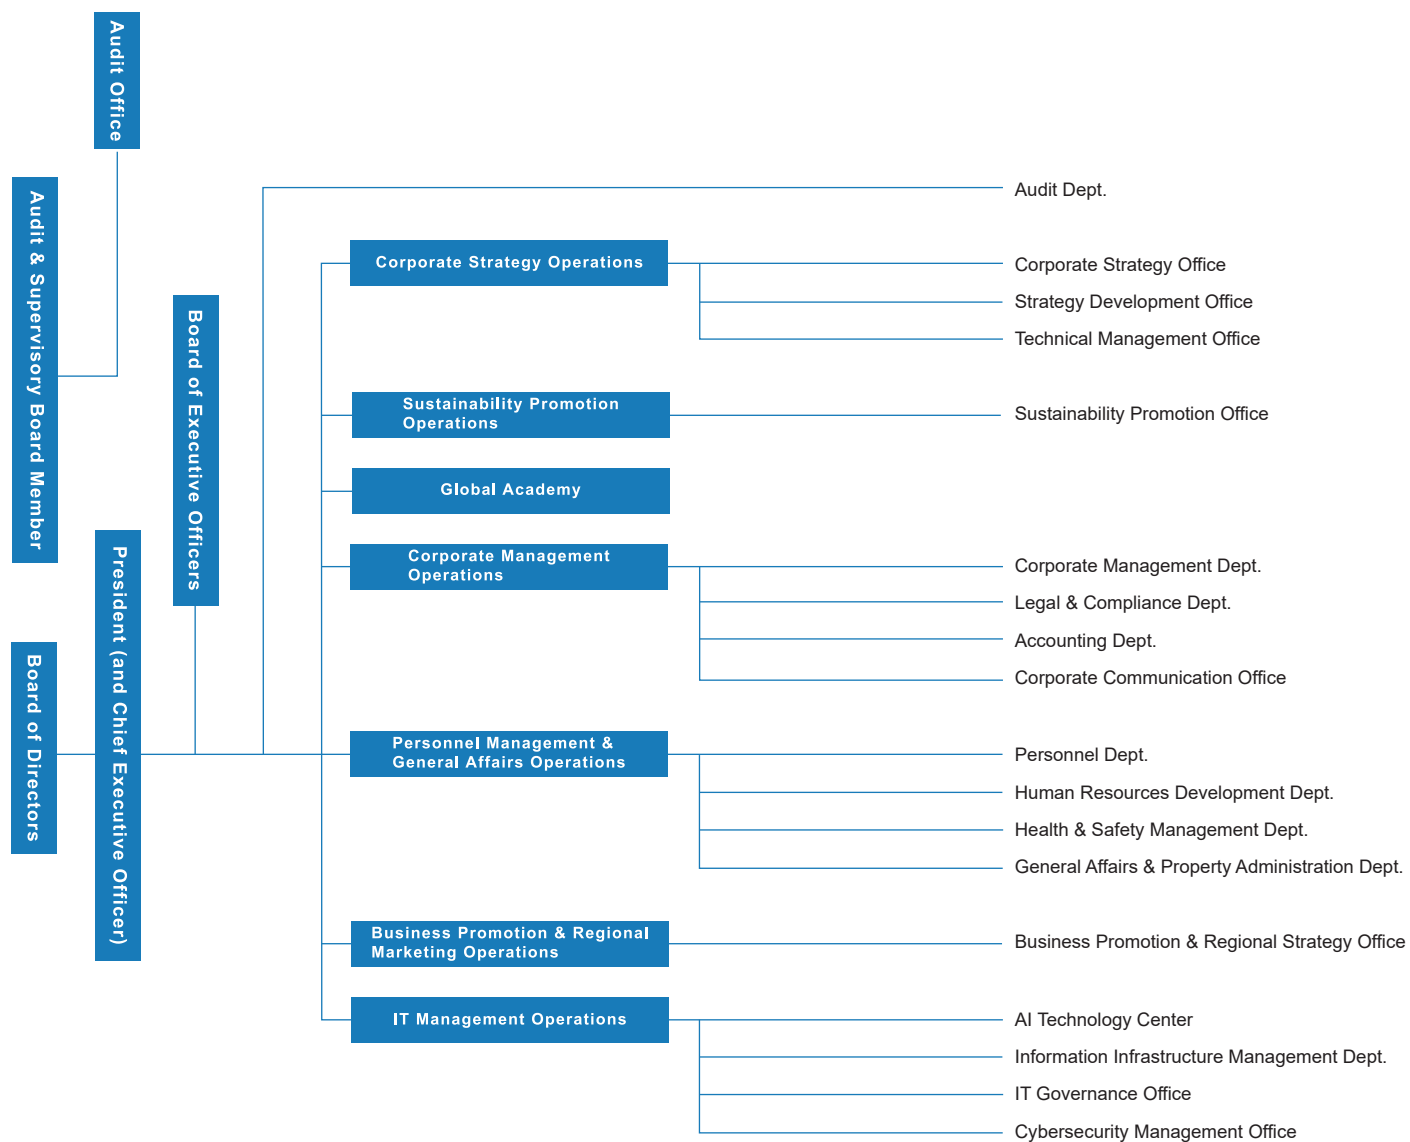 Audit Office
Audit & Supervisory Board Member
Board of Executive Officers
President (and Chief Executive Officer)
Board of Directors
Audit Dept.
Corporate Strategy Operations
Corporate Strategy Office
Strategy Development Office
Technical Management Office
Sustainability Promotion
Operations
Sustainability Promotion Office
Global Academy
Corporate Management
Operations
Corporate Management Dept.
Legal & Compliance Dept.
Accounting Dept.
Corporate Communication Office
Personnel Management &
General Affairs Operations
Personnel Dept.
Human Resources Development Dept.
Health & Safety Management Dept.
General Affairs & Property Administration Dept.
Business Promotion & Regional
Marketing Operations
Business Promotion & Regional Strategy Office
IT Management Operations
AI Technology Center
Information Infrastructure Management Dept.
IT Governance Office
Cybersecurity Management Office